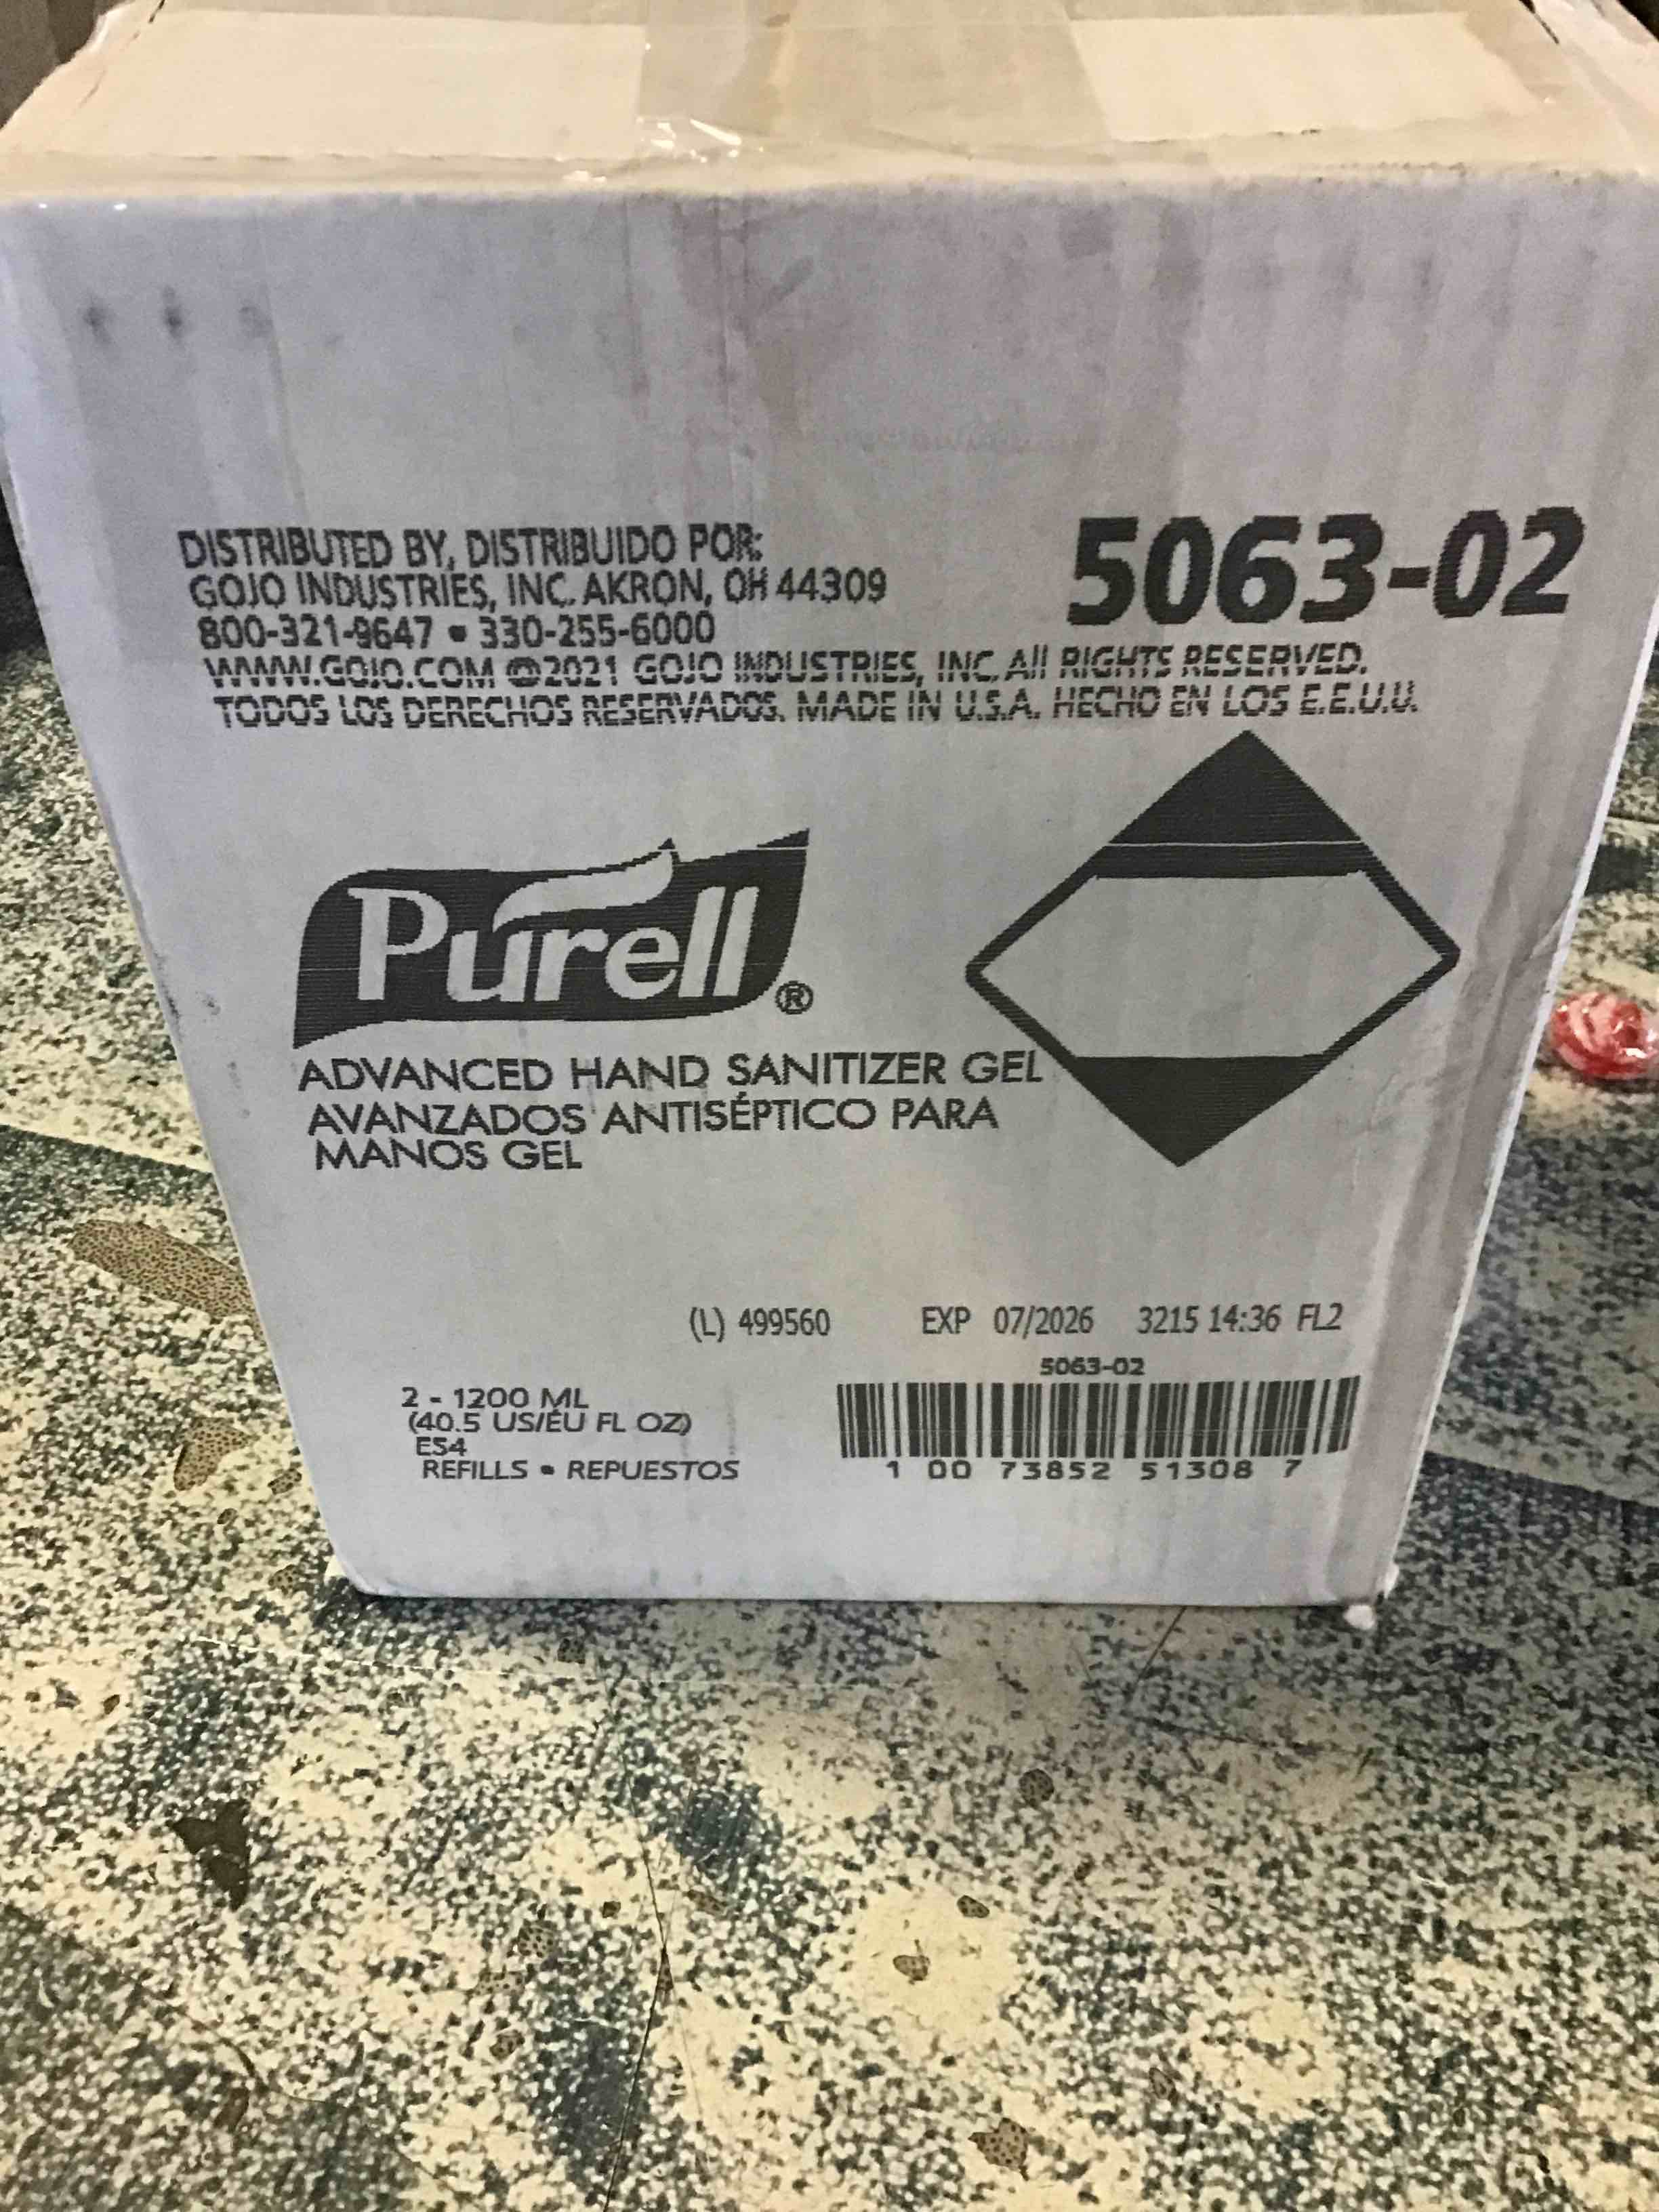 DISTRIBUTED BY, DISTRIBUIDO POR:
GOJO INDUSTRIES, INC. AKRON, OH 44309
5063-02
800-321-9647 • 330-255-6000
WWW.GOJO.COM ©2021 GOJO INDUSTRIES, INC. All RIGHTS RESERVED.
TODOS LOS DERECHOS RESERVADOS. MADE IN U.S.A. HECHO EN LOS E.E.U.U.
Purell®
ADVANCED HAND SANITIZER GEL
AVANZADOS ANTISÉPTICO PARA
MANOS GEL
(L) 499560 EXP 07/2026 3215 14:36 FL2
5063-02
2 - 1200 ML
(40.5 US/EU FL OZ)
ES4
REFILLS • REPUESTOS
1 00 73852 51308 7